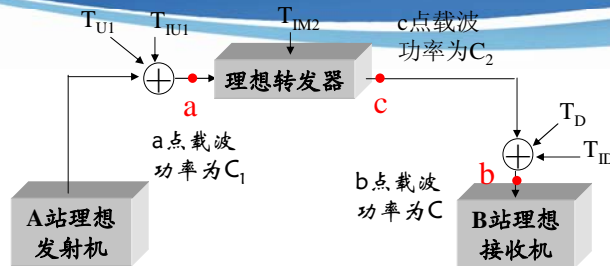 T_U1
T_IU1
T_IM2
c点载波
功率为C₂
理想转发器
a
c
a点载波
功率为C₁
T_D
T_ID
b
b点载波
功率为C
A站理想
发射机
B站理想
接收机